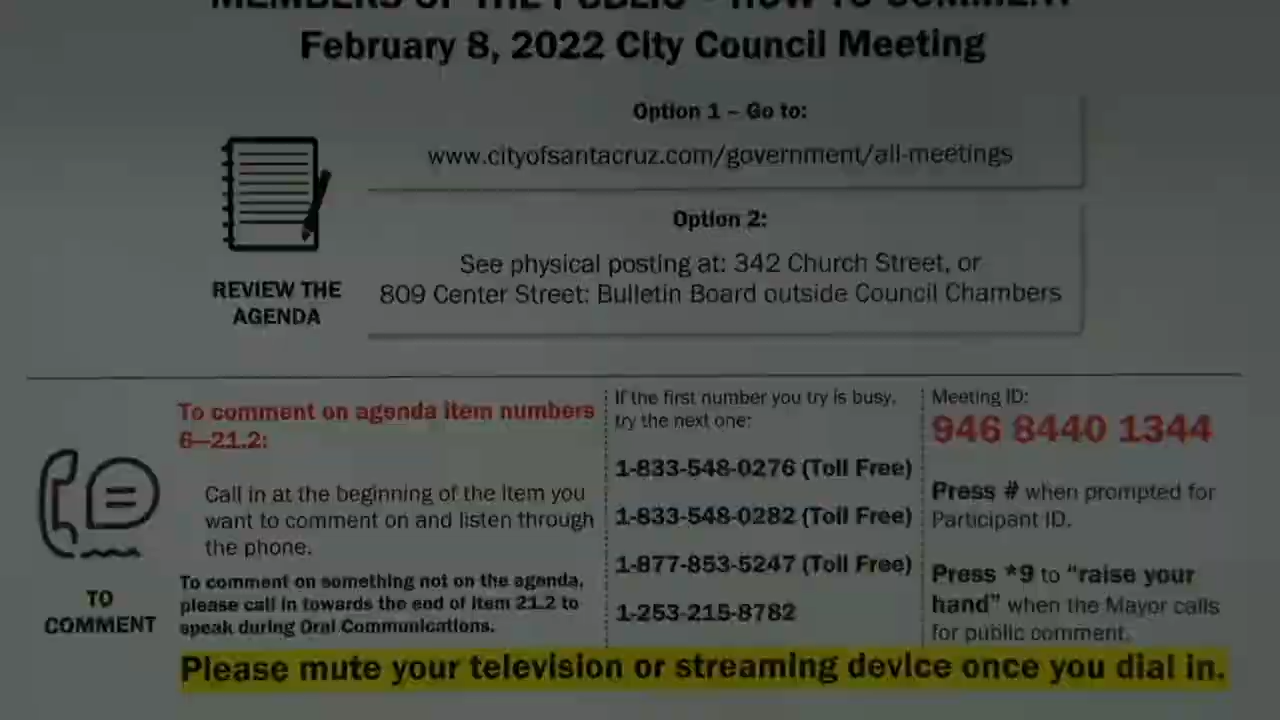 MEMBERS OF THE PUBLIC - HOW TO COMMENT
February 8, 2022 City Council Meeting
Option 1 – Go to:
www.cityofsantacruz.com/government/all-meetings
Option 2:
See physical posting at: 342 Church Street, or
809 Center Street: Bulletin Board outside Council Chambers
REVIEW THE
AGENDA
To comment on agenda item numbers
6—21.2:
Call in at the beginning of the item you
want to comment on and listen through
the phone.
To comment on something not on the agenda,
please call in towards the end of item 21.2 to
speak during Oral Communications.
TO
COMMENT
If the first number you try is busy,
try the next one:
1-833-548-0276 (Toll Free)
1-833-548-0282 (Toll Free)
1-877-853-5247 (Toll Free)
1-253-215-8782
Meeting ID:
946 8440 1344
Press # when prompted for
Participant ID.
Press *9 to “raise your
hand” when the Mayor calls
for public comment.
Please mute your television or streaming device once you dial in.